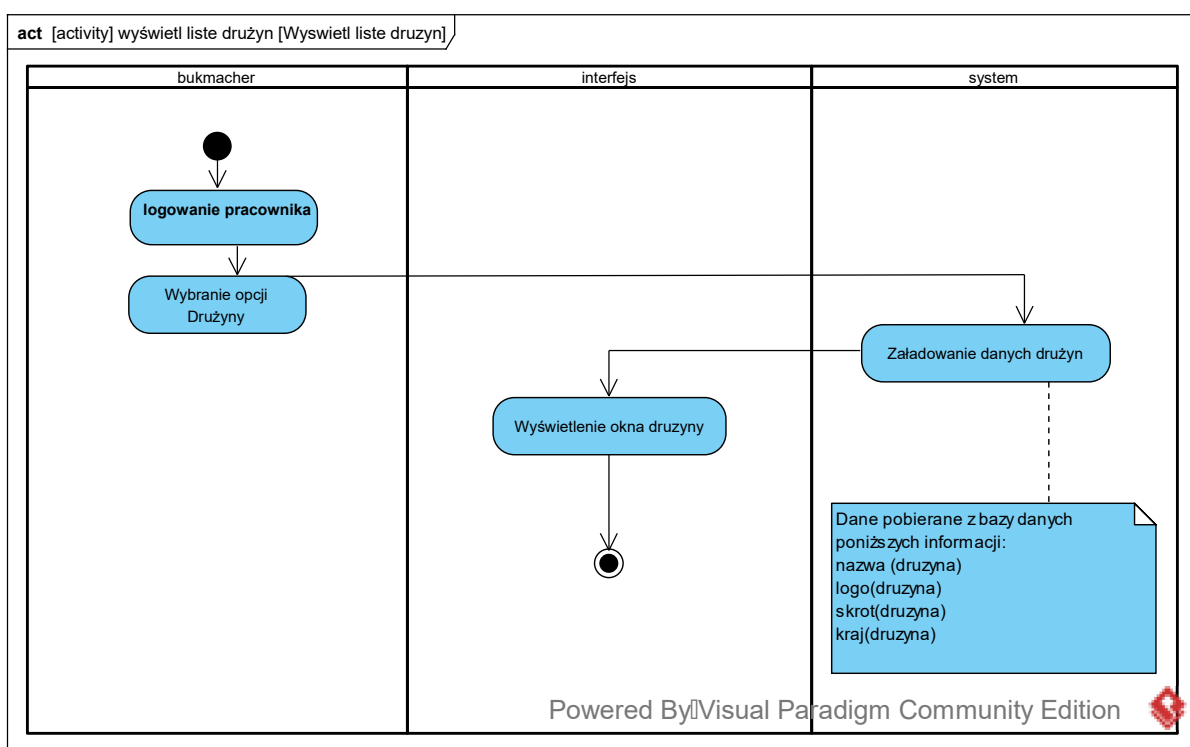 act [activity] wyświetl liste drużyn [Wyswietl liste druzyn]
bukmacher
interfejs
system
logowanie pracownika
Wybranie opcji
Drużyny
Załadowanie danych drużyn
Wyświetlenie okna druzyny
Dane pobierane z bazy danych
poniższych informacji:
nazwa (druzyna)
logo(druzyna)
skrot(druzyna)
kraj(druzyna)
Powered By Visual Paradigm Community Edition